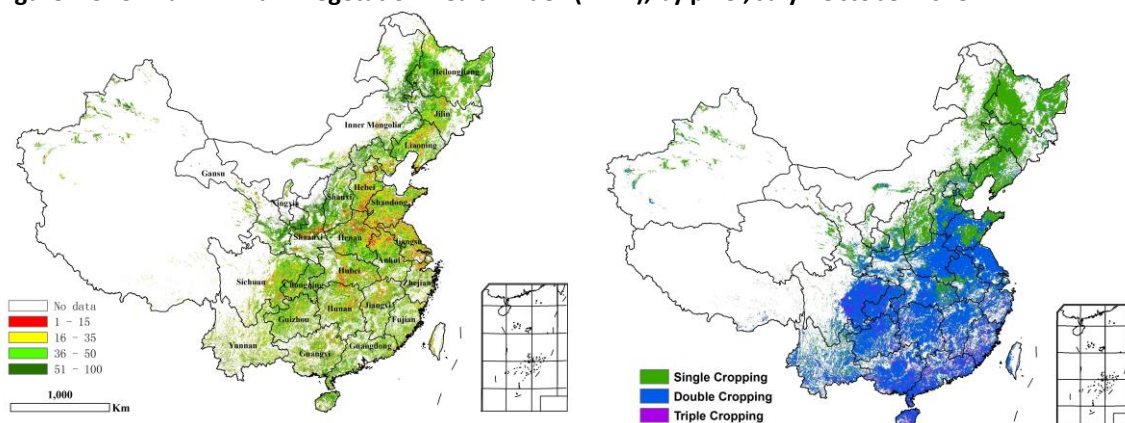 Heilongjiang
Jilin
Inner Mongolia
Liaoning
Gansu
Hebei
Ningxia
Shanxi
Shandong
Shaanxi
Henan
Jiangsu
Anhui
Hubei
Sichuan
Chongqing
Zhejiang
Hunan
Jiangxi
Guizhou
Fujian
Yunnan
Guangxi
Guangdong
No data
1 - 15
16 - 35
36 - 50
51 - 100
1,000
Km
Single Cropping
Double Cropping
Triple Cropping